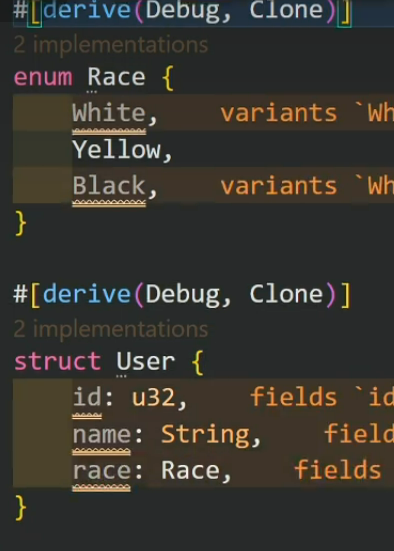 #[derive(Debug, Clone)]
2 implementations
enum Race {
White, variants `Wh
Yellow,
Black, variants `Wh
}
#[derive(Debug, Clone)]
2 implementations
struct User {
id: u32, fields `id
name: String, field
race: Race, fields
}